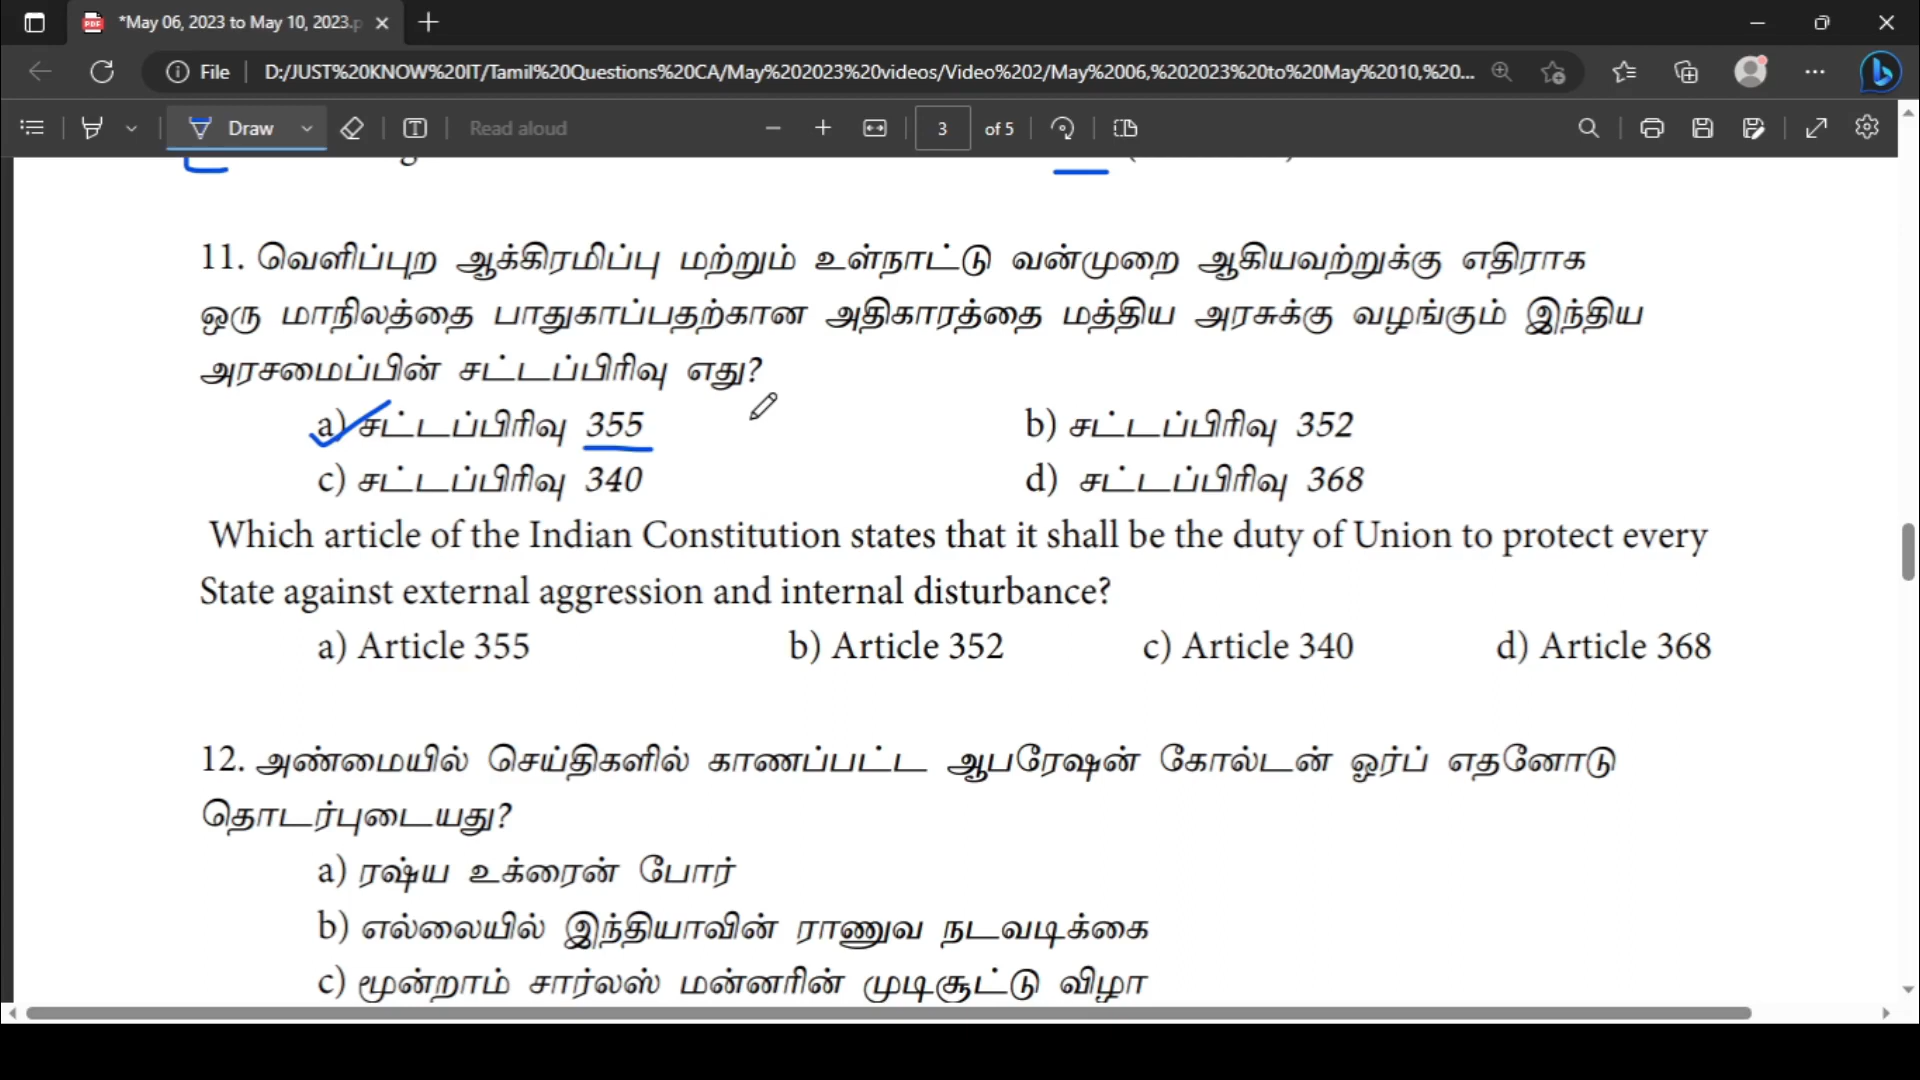 *May 06, 2023 to May 10, 2023.p
File D:/JUST%20KNOW%20IT/Tamil%20Questions%20CA/May%202023%20videos/Video%202/May%2006,%202023%20to%20May%2010,%20...
Draw Read aloud 3 of 5
11. வெளிப்புற ஆக்கிரமிப்பு மற்றும் உள்நாட்டு வன்முறை ஆகியவற்றுக்கு எதிராக
ஒரு மாநிலத்தை பாதுகாப்பதற்கான அதிகாரத்தை மத்திய அரசுக்கு வழங்கும் இந்திய
அரசமைப்பின் சட்டப்பிரிவு எது?
a) சட்டப்பிரிவு 355 b) சட்டப்பிரிவு 352
c) சட்டப்பிரிவு 340 d) சட்டப்பிரிவு 368
Which article of the Indian Constitution states that it shall be the duty of Union to protect every
State against external aggression and internal disturbance?
a) Article 355 b) Article 352 c) Article 340 d) Article 368
12. அண்மையில் செய்திகளில் காணப்பட்ட ஆபரேஷன் கோல்டன் ஓர்ப் எதனோடு
தொடர்புடையது?
a) ரஷ்ய உக்ரைன் போர்
b) எல்லையில் இந்தியாவின் ராணுவ நடவடிக்கை
c) மூன்றாம் சார்லஸ் மன்னரின் முடிசூட்டு விழா